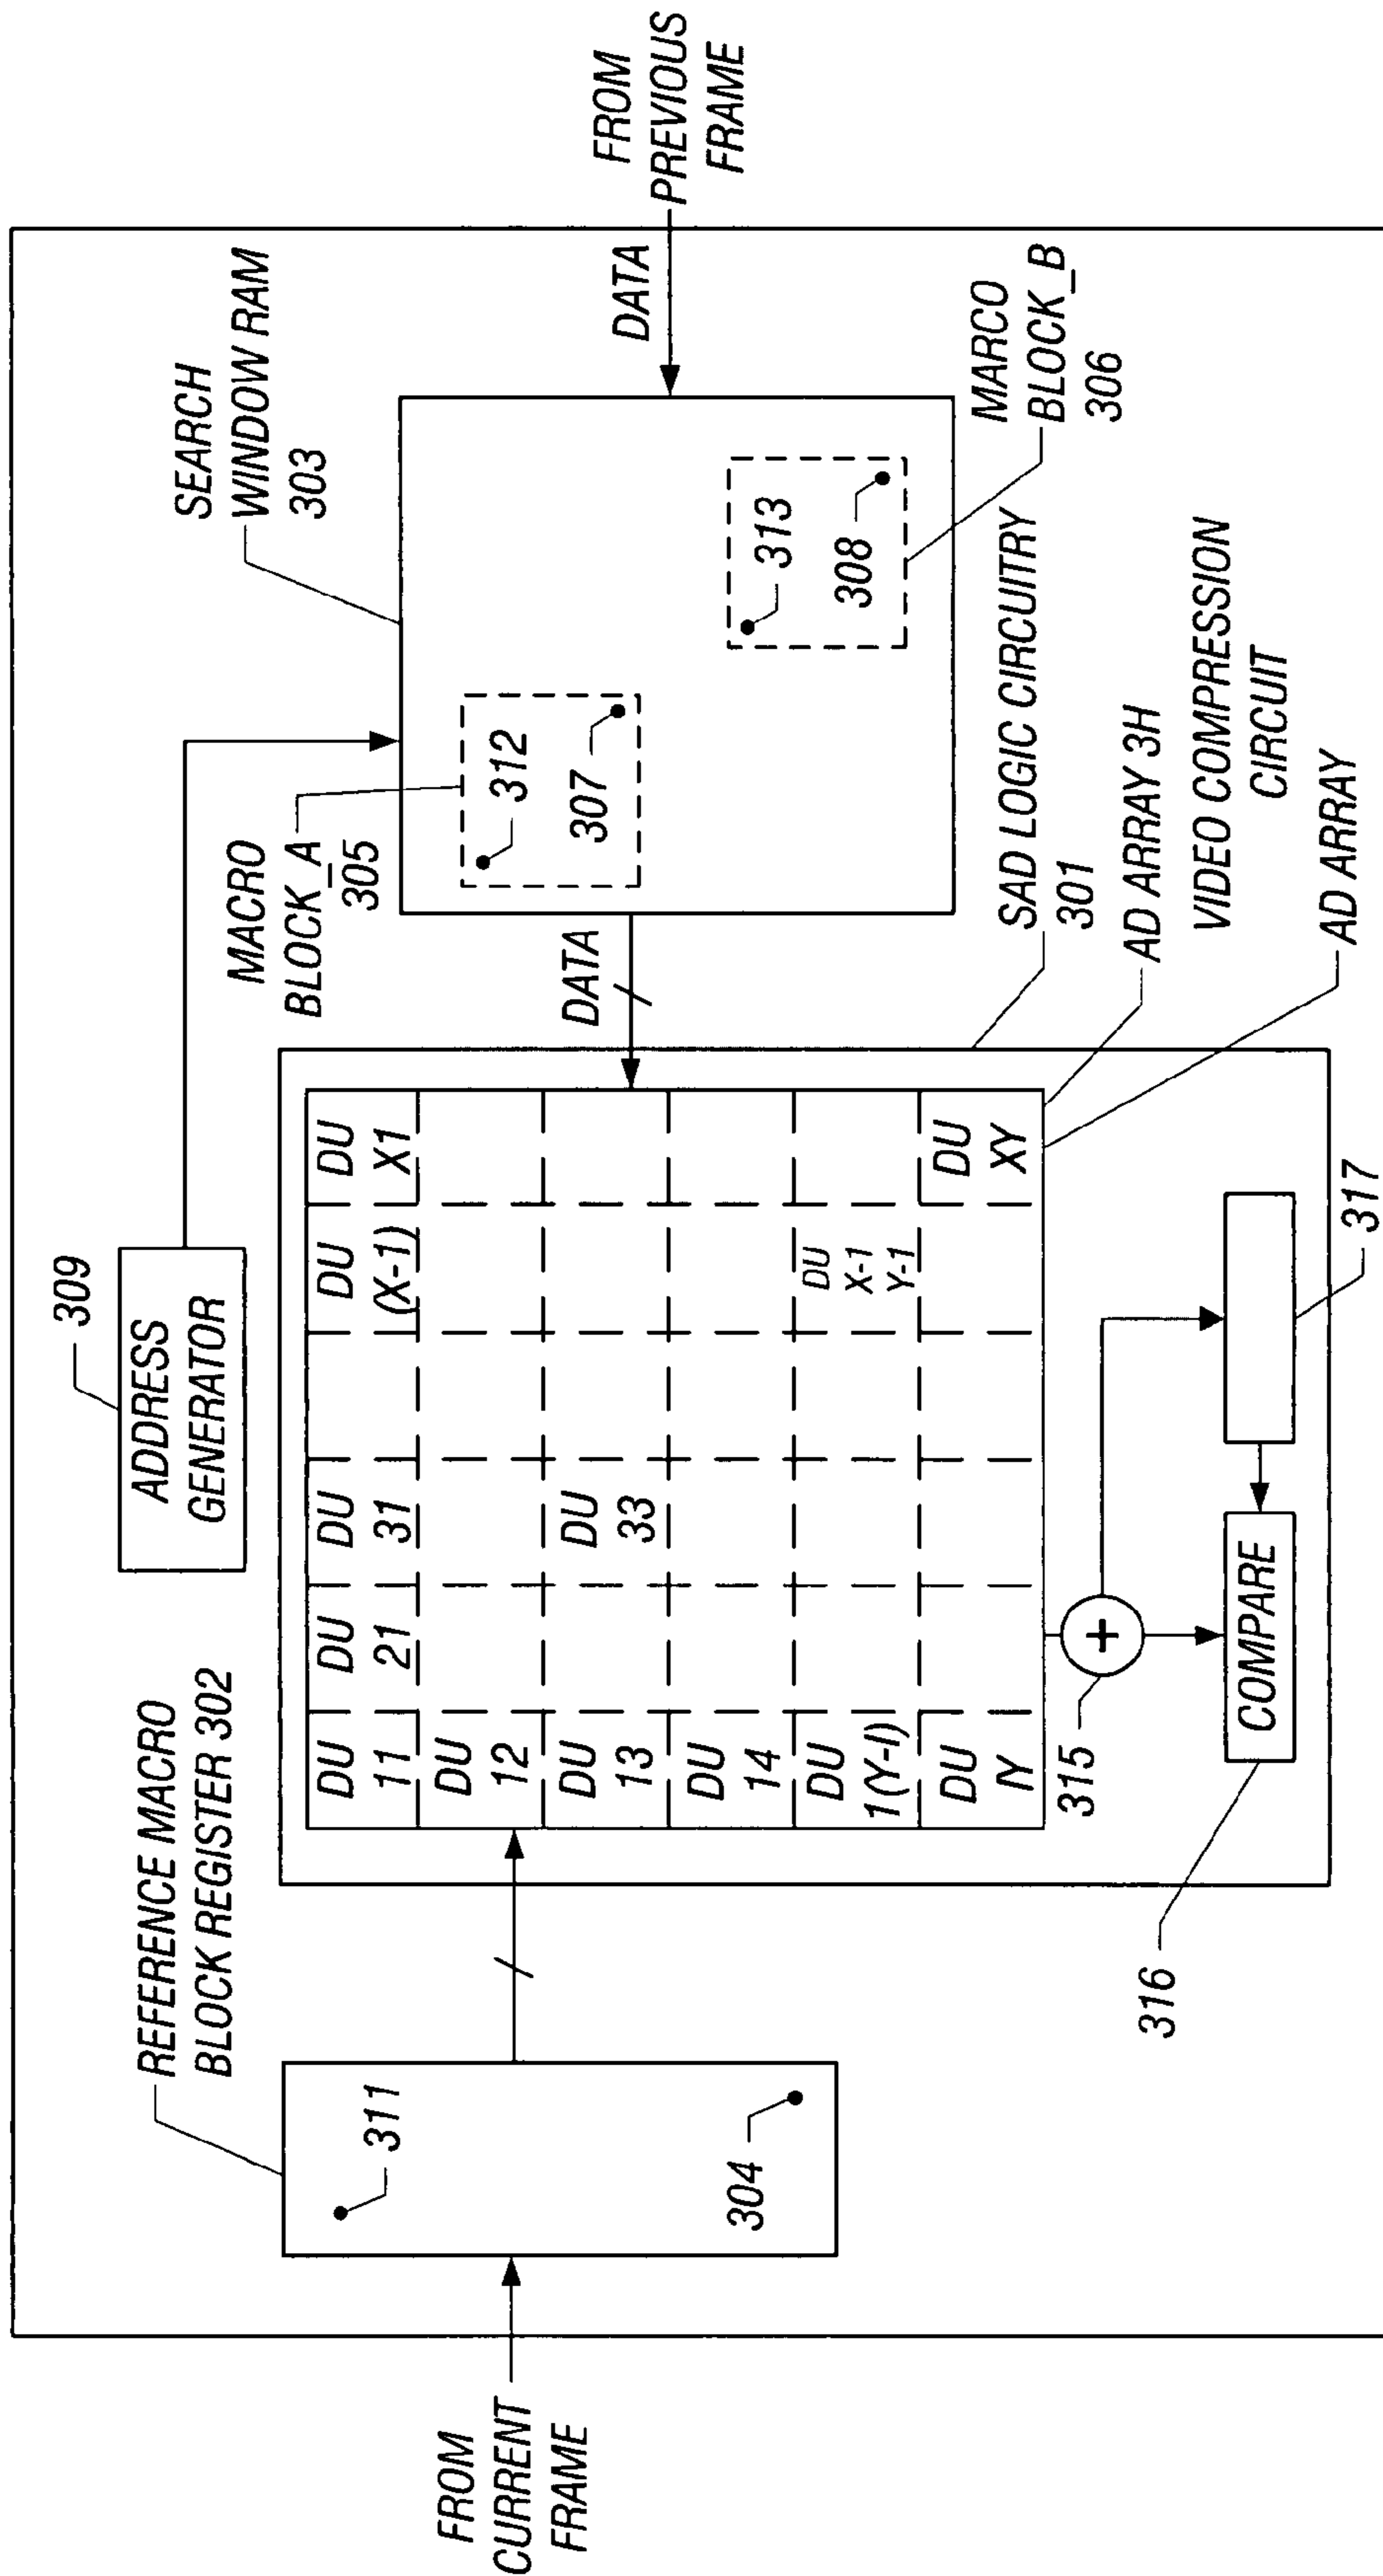 309
ADDRESS
GENERATOR
SEARCH
WINDOW RAM
303
REFERENCE MACRO
BLOCK REGISTER 302
MACRO
BLOCK_A
305
FROM
CURRENT
FRAME
311
304
DU
11
DU
21
DU
31
DU
(X-1)
DU
X1
DU
12
DU
13
DU
33
DU
14
DU
1(Y-I)
DU
X-1
Y-1
DU
IY
DU
XY
DATA
312
307
313
308
DATA
FROM
PREVIOUS
FRAME
MARCO
BLOCK_B
306
SAD LOGIC CIRCUITRY
301
AD ARRAY 3H
VIDEO COMPRESSION
CIRCUIT
AD ARRAY
315
+
COMPARE
316
317